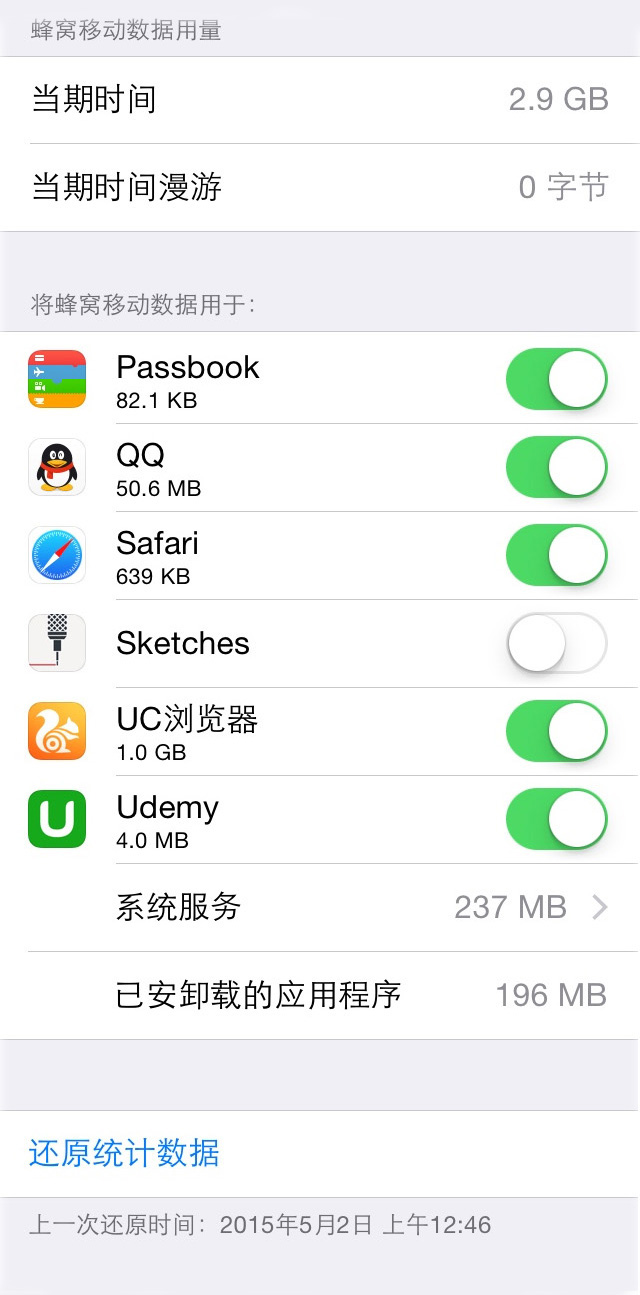 蜂窝移动数据用量
当期时间 2.9 GB
当期时间漫游 0 字节
将蜂窝移动数据用于：
Passbook
82.1 KB
QQ
50.6 MB
Safari
639 KB
Sketches
UC浏览器
1.0 GB
Udemy
4.0 MB
系统服务 237 MB
已安卸载的应用程序 196 MB
还原统计数据
上一次还原时间：2015年5月2日 上午12:46